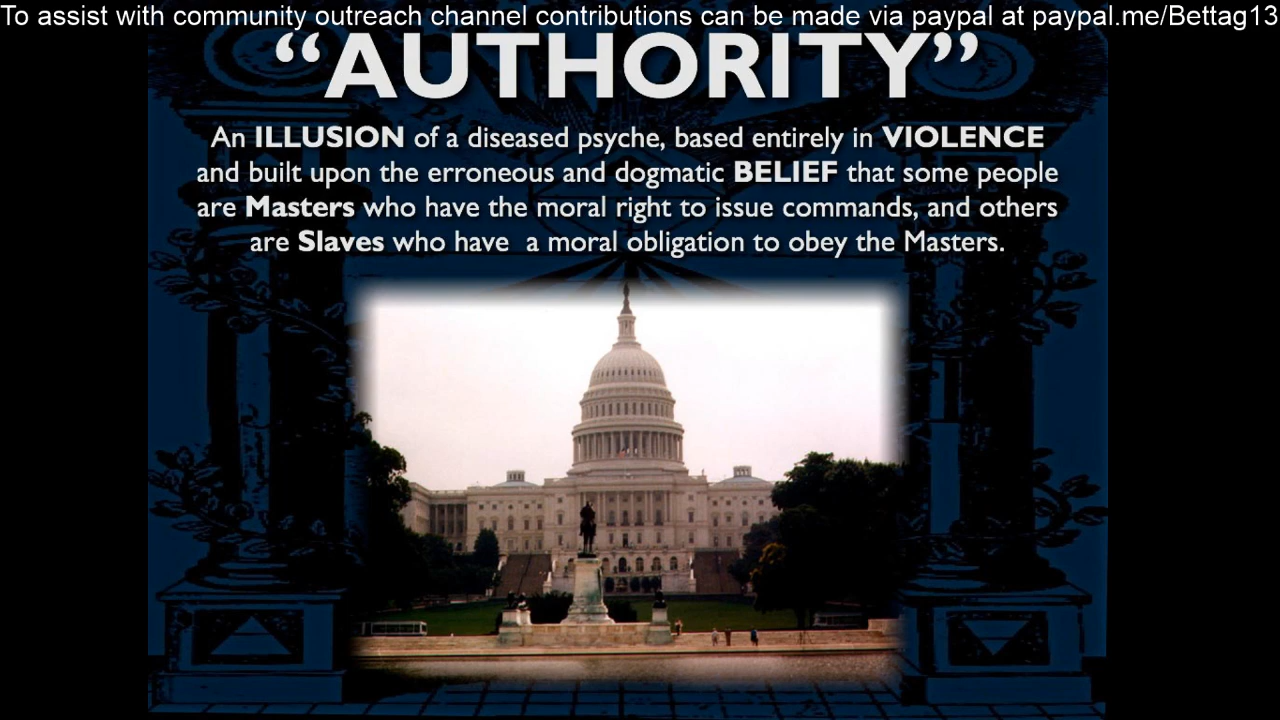 To assist with community outreach channel contributions can be made via paypal at paypal.me/Bettag13
“AUTHORITY”
An ILLUSION of a diseased psyche, based entirely in VIOLENCE
and built upon the erroneous and dogmatic BELIEF that some people
are Masters who have the moral right to issue commands, and others
are Slaves who have  a moral obligation to obey the Masters.